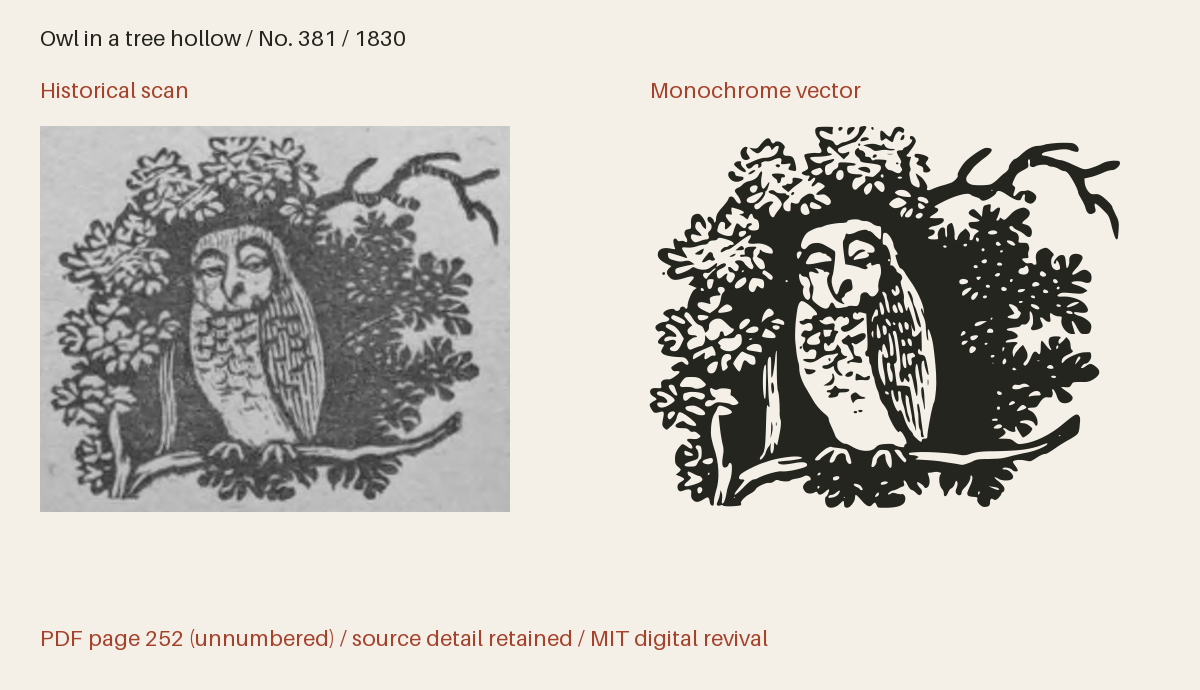 Owl in a tree hollow / No. 381 / 1830
Historical scan
Monochrome vector
PDF page 252 (unnumbered) / source detail retained / MIT digital revival